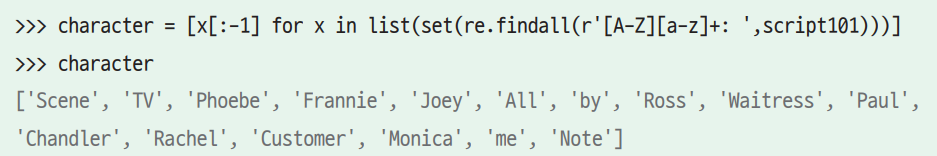 >>> character = [x[:-1] for x in list(set(re.findall(r'[A-Z][a-z]+: ',script101)))]
>>> character
['Scene', 'TV', 'Phoebe', 'Frannie', 'Joey', 'All', 'by', 'Ross', 'Waitress', 'Paul',
'Chandler', 'Rachel', 'Customer', 'Monica', 'me', 'Note']